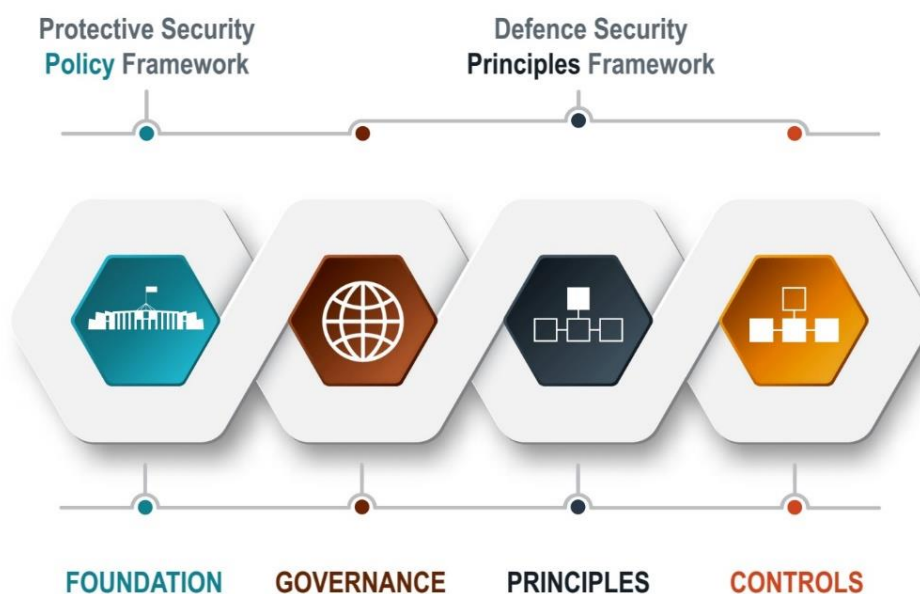 Protective Security
Policy Framework
Defence Security
Principles Framework
FOUNDATION
GOVERNANCE
PRINCIPLES
CONTROLS